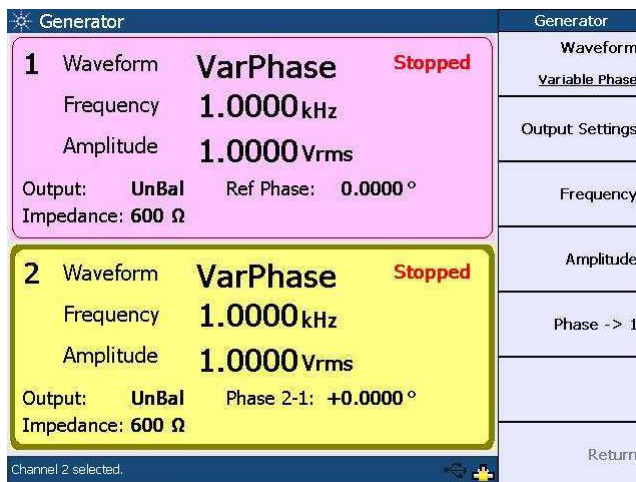 Generator
1 Waveform VarPhase Stopped
Frequency 1.0000 kHz
Amplitude 1.0000 Vrms
Output: UnBal Ref Phase: 0.0000 °
Impedance: 600 Ω
2 Waveform VarPhase Stopped
Frequency 1.0000 kHz
Amplitude 1.0000 Vrms
Output: UnBal Phase 2-1: +0.0000 °
Impedance: 600 Ω
Channel 2 selected.
Generator
Waveform
Variable Phase
Output Settings
Frequency
Amplitude
Phase -> 1
Return